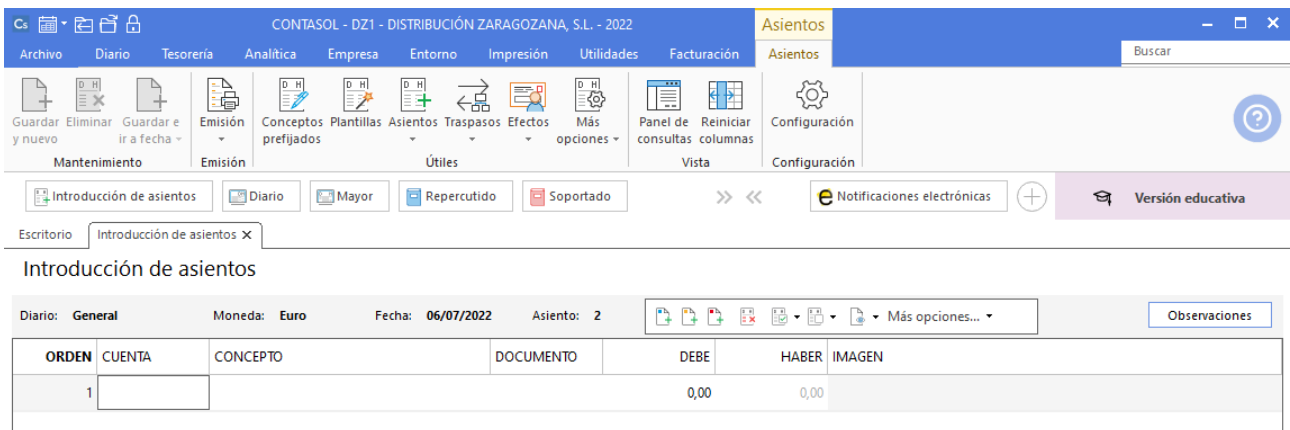 Cs CONTASOL - DZ1 - DISTRIBUCIÓN ZARAGOZANA, S.L. - 2022 Asientos
Archivo Diario Tesorería Analítica Empresa Entorno Impresión Utilidades Facturación Asientos Buscar
D H D H D H D H D H
Guardar Eliminar Guardar e Emisión Conceptos Plantillas Asientos Traspasos Efectos Más Panel de Reiniciar Configuración
y nuevo ir a fecha prefijados opciones consultas columnas
Mantenimiento Emisión Útiles Vista Configuración
Introducción de asientos Diario Mayor Repercutido Soportado e Notificaciones electrónicas Versión educativa
Escritorio Introducción de asientos X
Introducción de asientos
Diario: General Moneda: Euro Fecha: 06/07/2022 Asiento: 2 Más opciones... Observaciones
ORDEN CUENTA CONCEPTO DOCUMENTO DEBE HABER IMAGEN
1 0,00 0,00